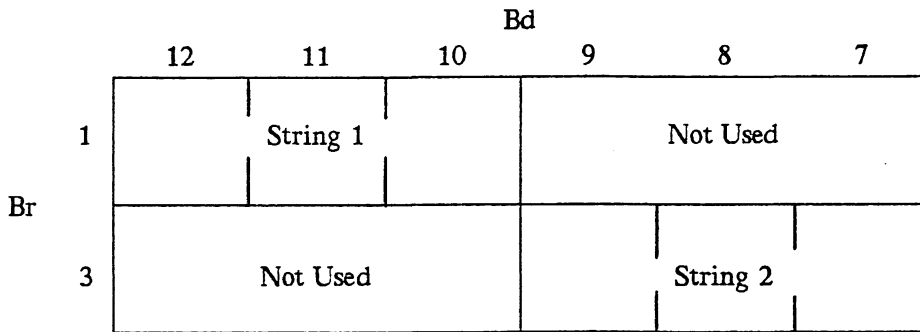 Bd
12 11 10 9 8 7
1 String 1 Not Used
Br
3 Not Used String 2